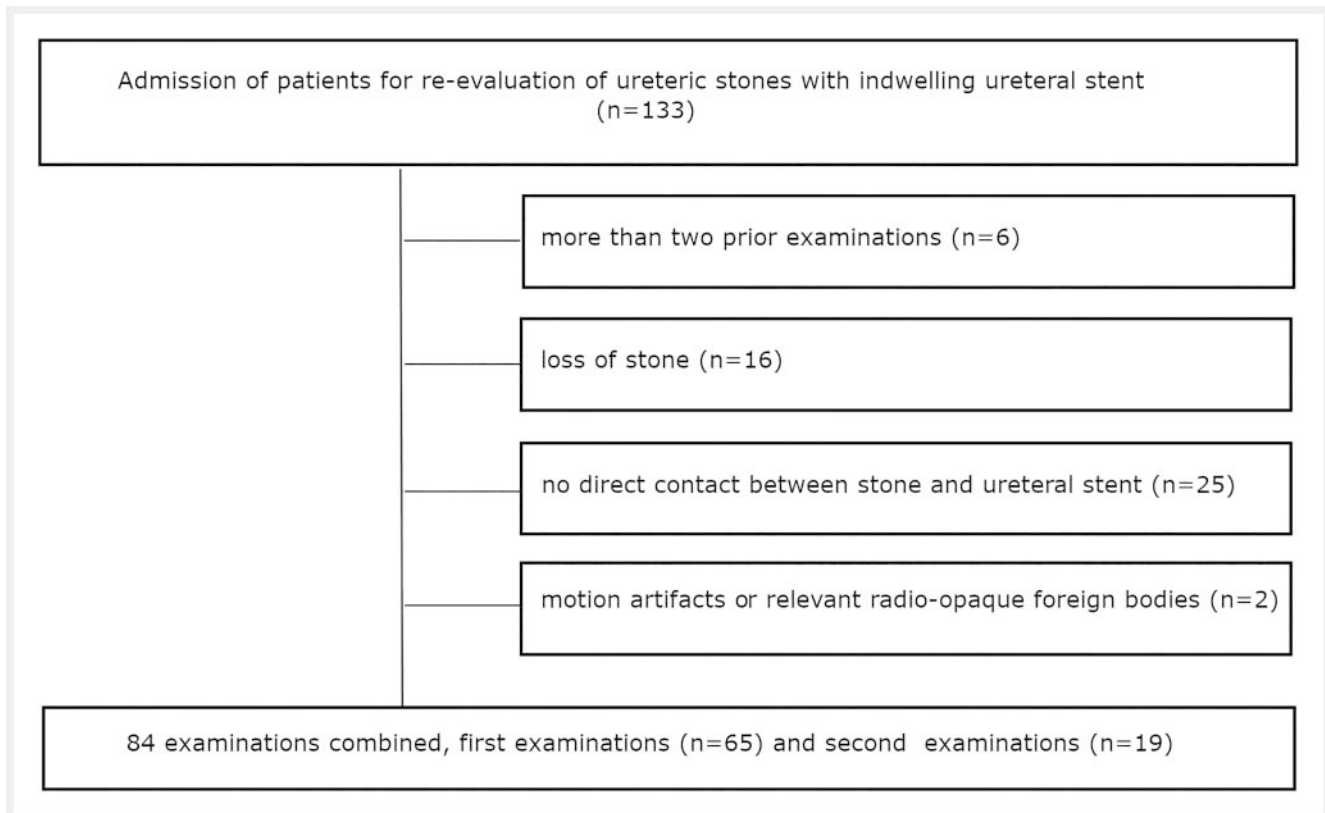 Admission of patients for re-evaluation of ureteric stones with indwelling ureteral stent
(n=133)
more than two prior examinations (n=6)
loss of stone (n=16)
no direct contact between stone and ureteral stent (n=25)
motion artifacts or relevant radio-opaque foreign bodies (n=2)
84 examinations combined, first examinations (n=65) and second  examinations (n=19)